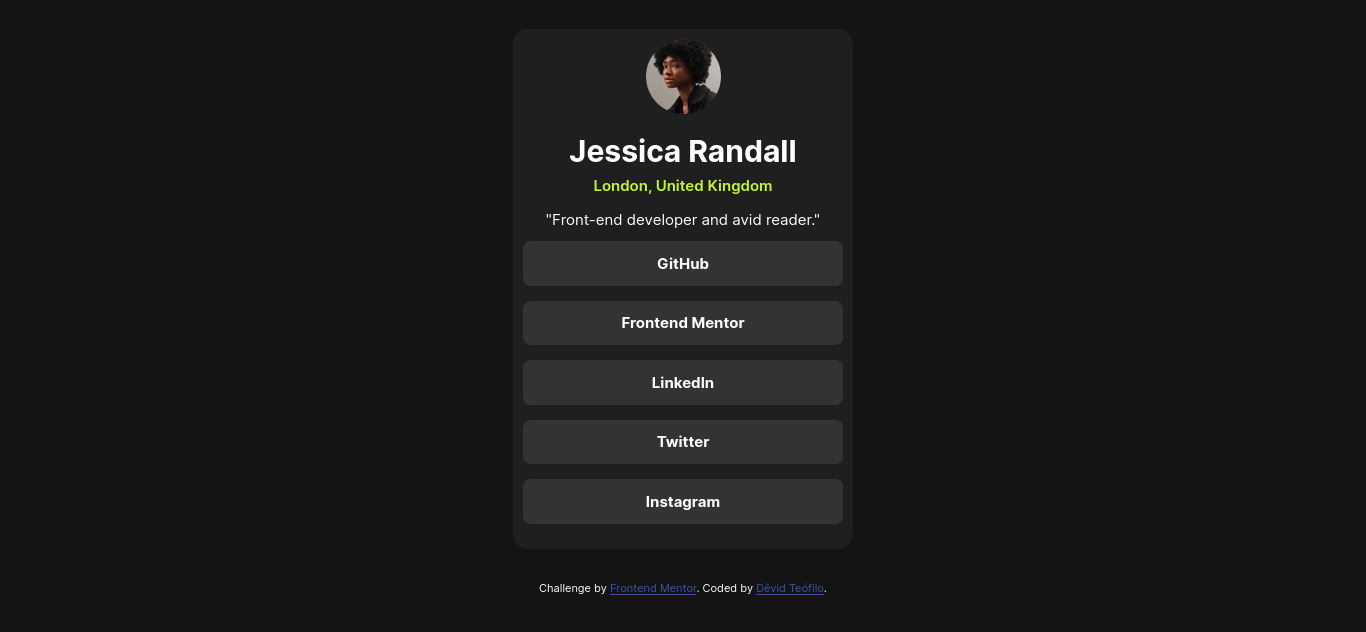 Jessica Randall
London, United Kingdom
"Front-end developer and avid reader."
GitHub
Frontend Mentor
LinkedIn
Twitter
Instagram
Challenge by Frontend Mentor. Coded by Dêvid Teófilo.